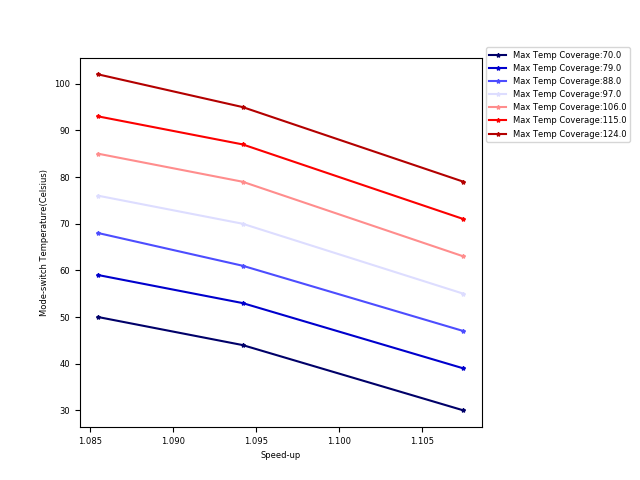 Max Temp Coverage:70.0
Max Temp Coverage:79.0
Max Temp Coverage:88.0
Max Temp Coverage:97.0
Max Temp Coverage:106.0
Max Temp Coverage:115.0
Max Temp Coverage:124.0
Mode-switch Temperature(Celsius)
100
90
80
70
60
50
40
30
1.085 1.090 1.095 1.100 1.105
Speed-up